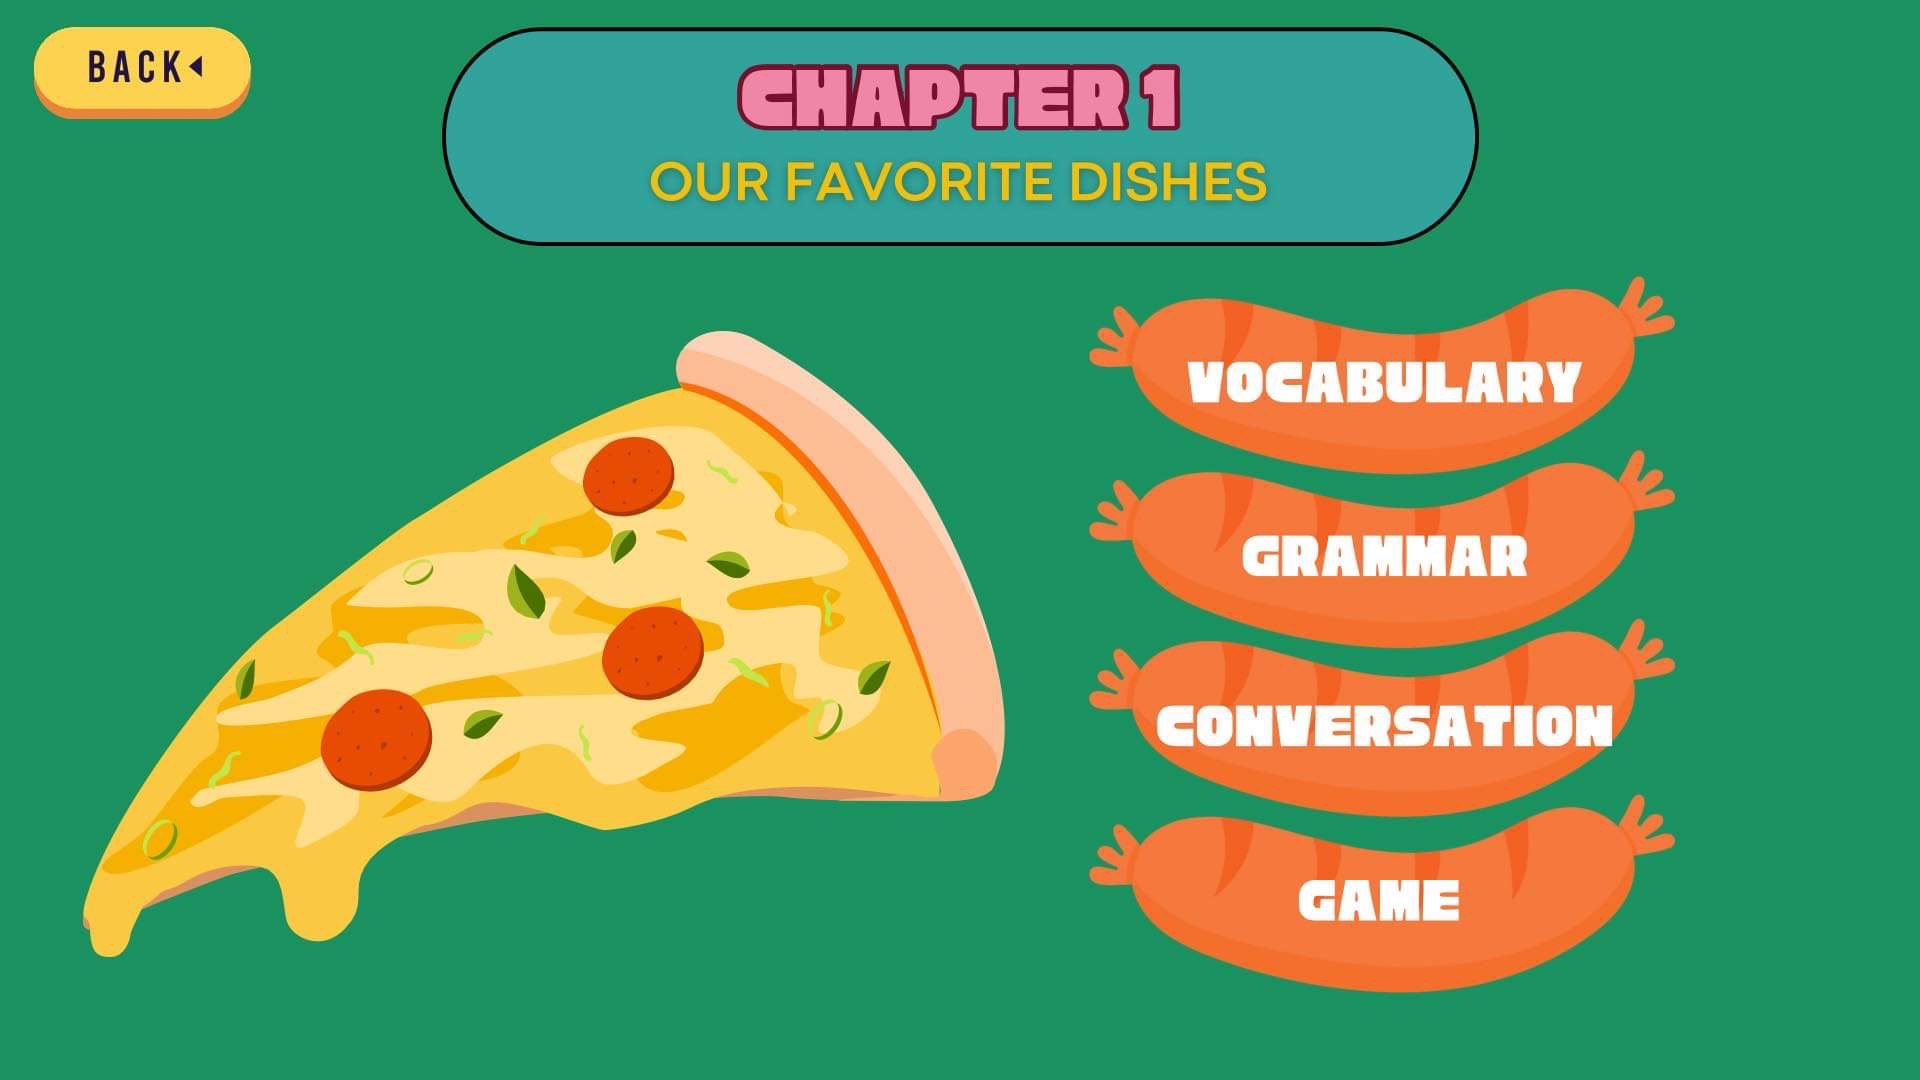 BACK
CHAPTER 1
OUR FAVORITE DISHES
VOCABULARY
GRAMMAR
CONVERSATION
GAME